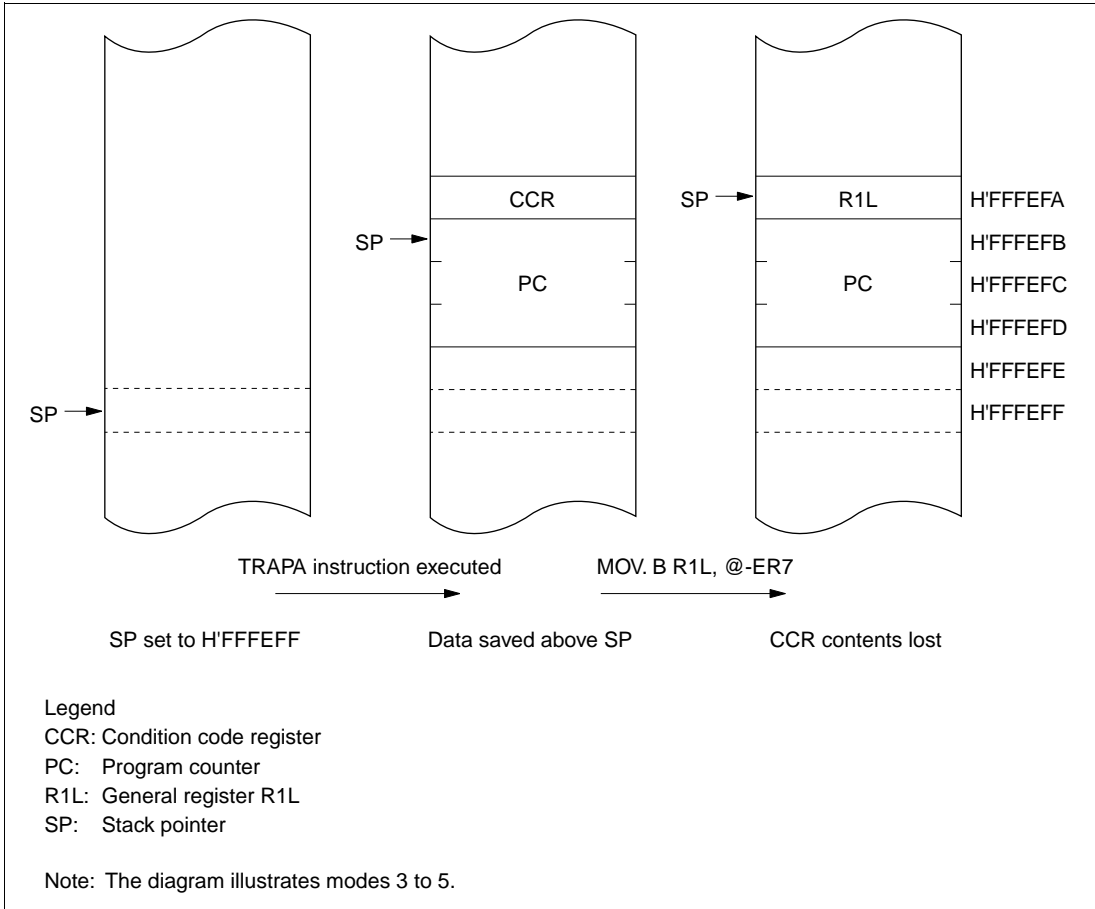 CCR
SP
R1L
H'FFFEFA
SP
H'FFFEFB
PC
PC
H'FFFEFC
H'FFFEFD
H'FFFEFE
SP
H'FFFEFF
TRAPA instruction executed
MOV. B R1L, @-ER7
SP set to H'FFFEFF
Data saved above SP
CCR contents lost
Legend
CCR: Condition code register
PC: Program counter
R1L: General register R1L
SP: Stack pointer
Note: The diagram illustrates modes 3 to 5.